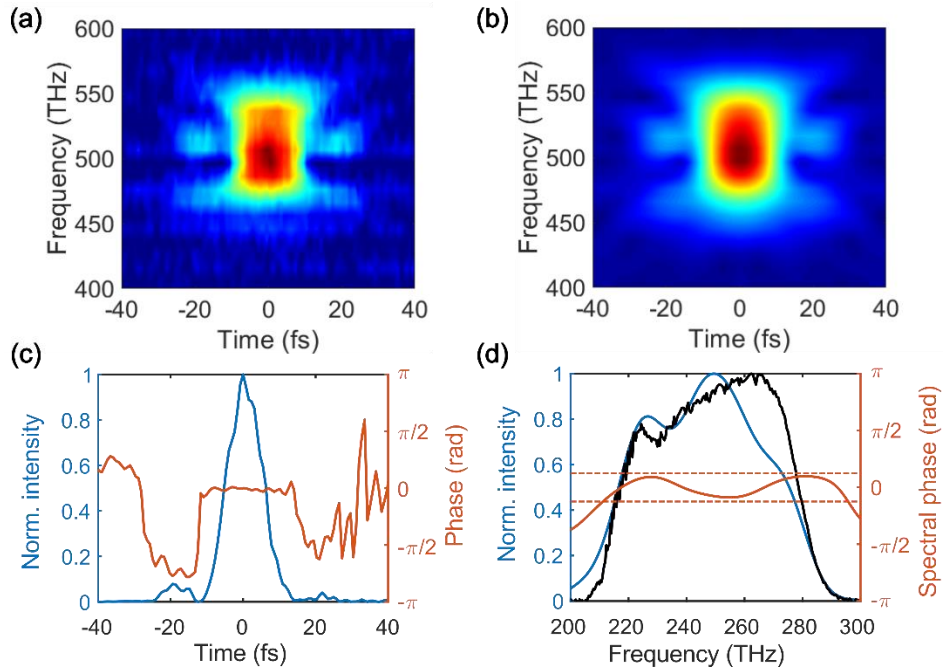 (a)
600
550
500
450
400
Frequency (THz)
-40 -20 0 20 40
Time (fs)
(b)
600
550
500
450
400
Frequency (THz)
-40 -20 0 20 40
Time (fs)
(c)
1
0.8
0.6
0.4
0.2
0
Norm. intensity
π
π/2
0
-π/2
-π
Phase (rad)
-40 -20 0 20 40
Time (fs)
(d)
1
0.8
0.6
0.4
0.2
0
Norm. intensity
π
π/2
0
-π/2
-π
Spectral phase (rad)
200 220 240 260 280 300
Frequency (THz)